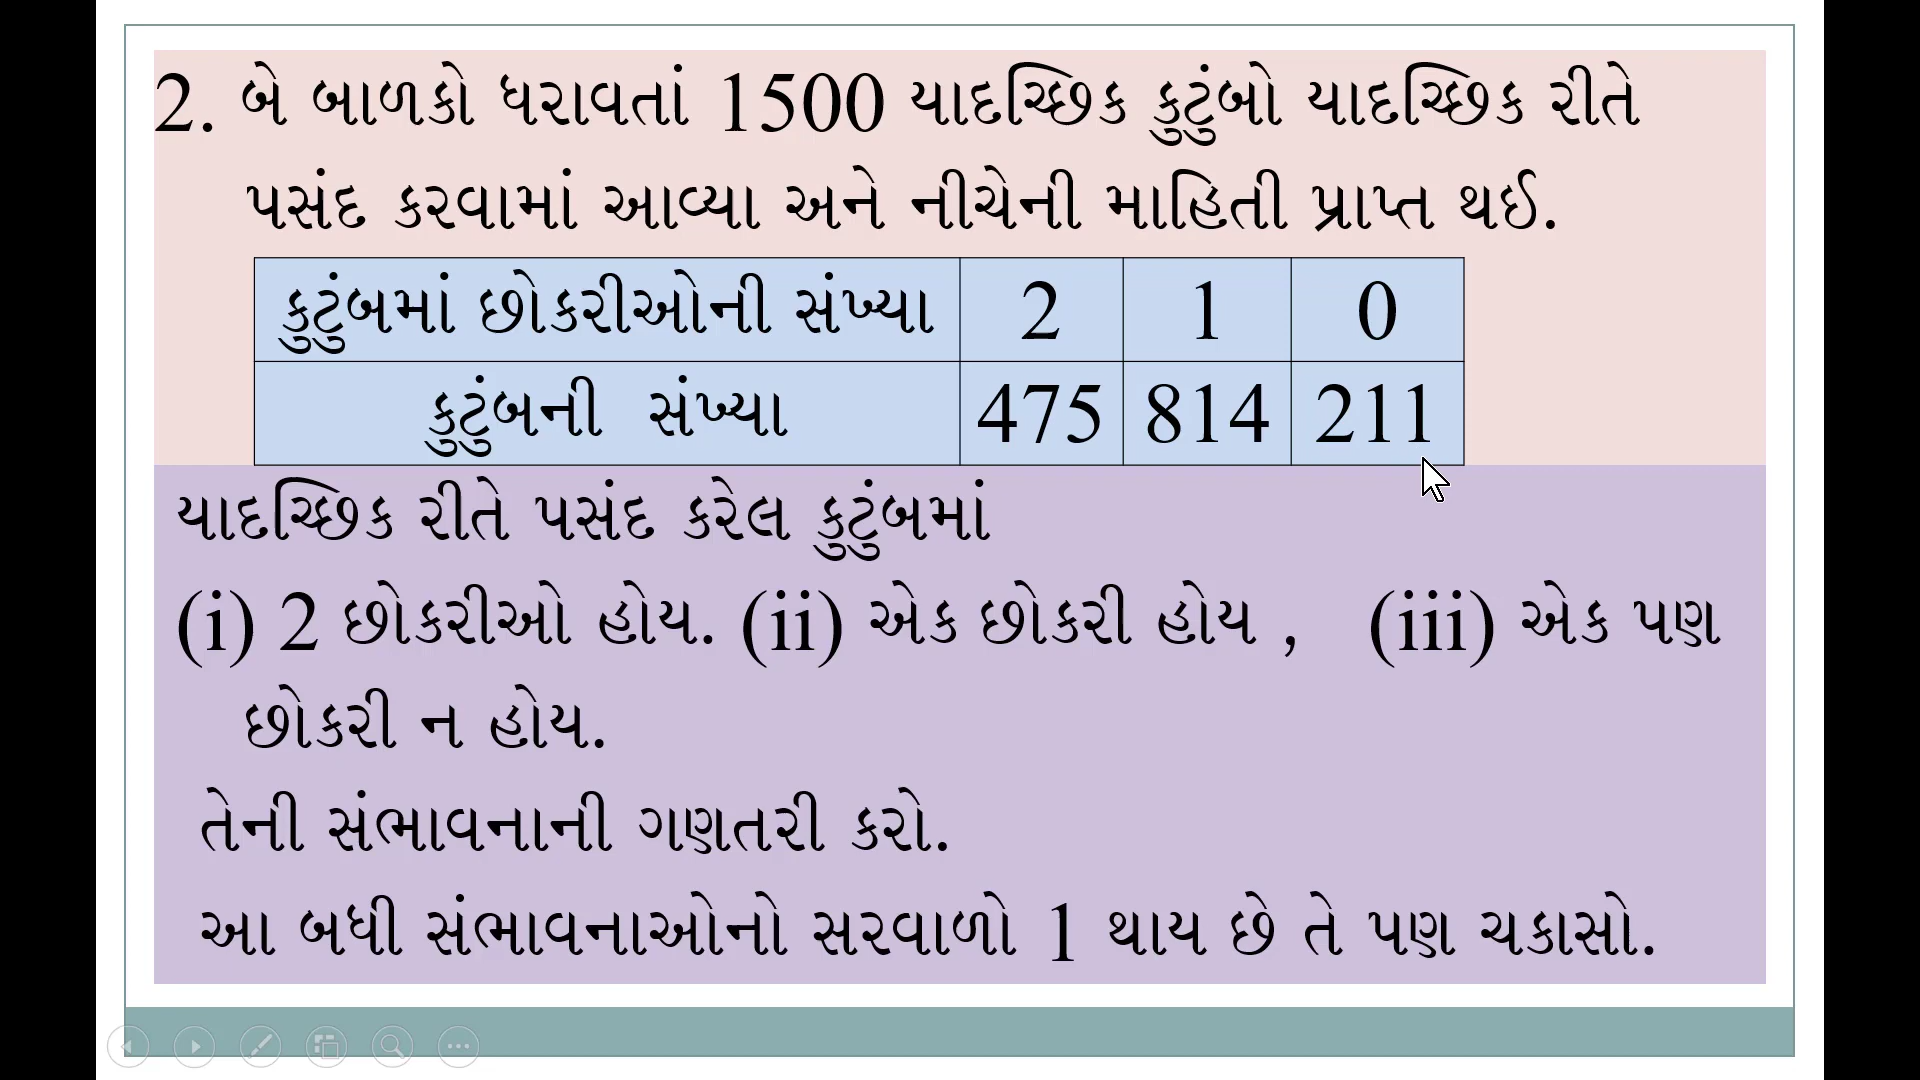 2. બે બાળકો ધરાવતાં 1500 યાદચ્છિક કુટુંબો યાદચ્છિક રીતે
પસંદ કરવામાં આવ્યા અને નીચેની માહિતી પ્રાપ્ત થઈ.
કુટુંબમાં છોકરીઓની સંખ્યા 2 1 0
કુટુંબની સંખ્યા 475 814 211
યાદચ્છિક રીતે પસંદ કરેલ કુટુંબમાં
(i) 2 છોકરીઓ હોય. (ii) એક છોકરી હોય , (iii) એક પણ
છોકરી ન હોય.
તેની સંભાવનાની ગણતરી કરો.
આ બધી સંભાવનાઓનો સરવાળો 1 થાય છે તે પણ ચકાસો.